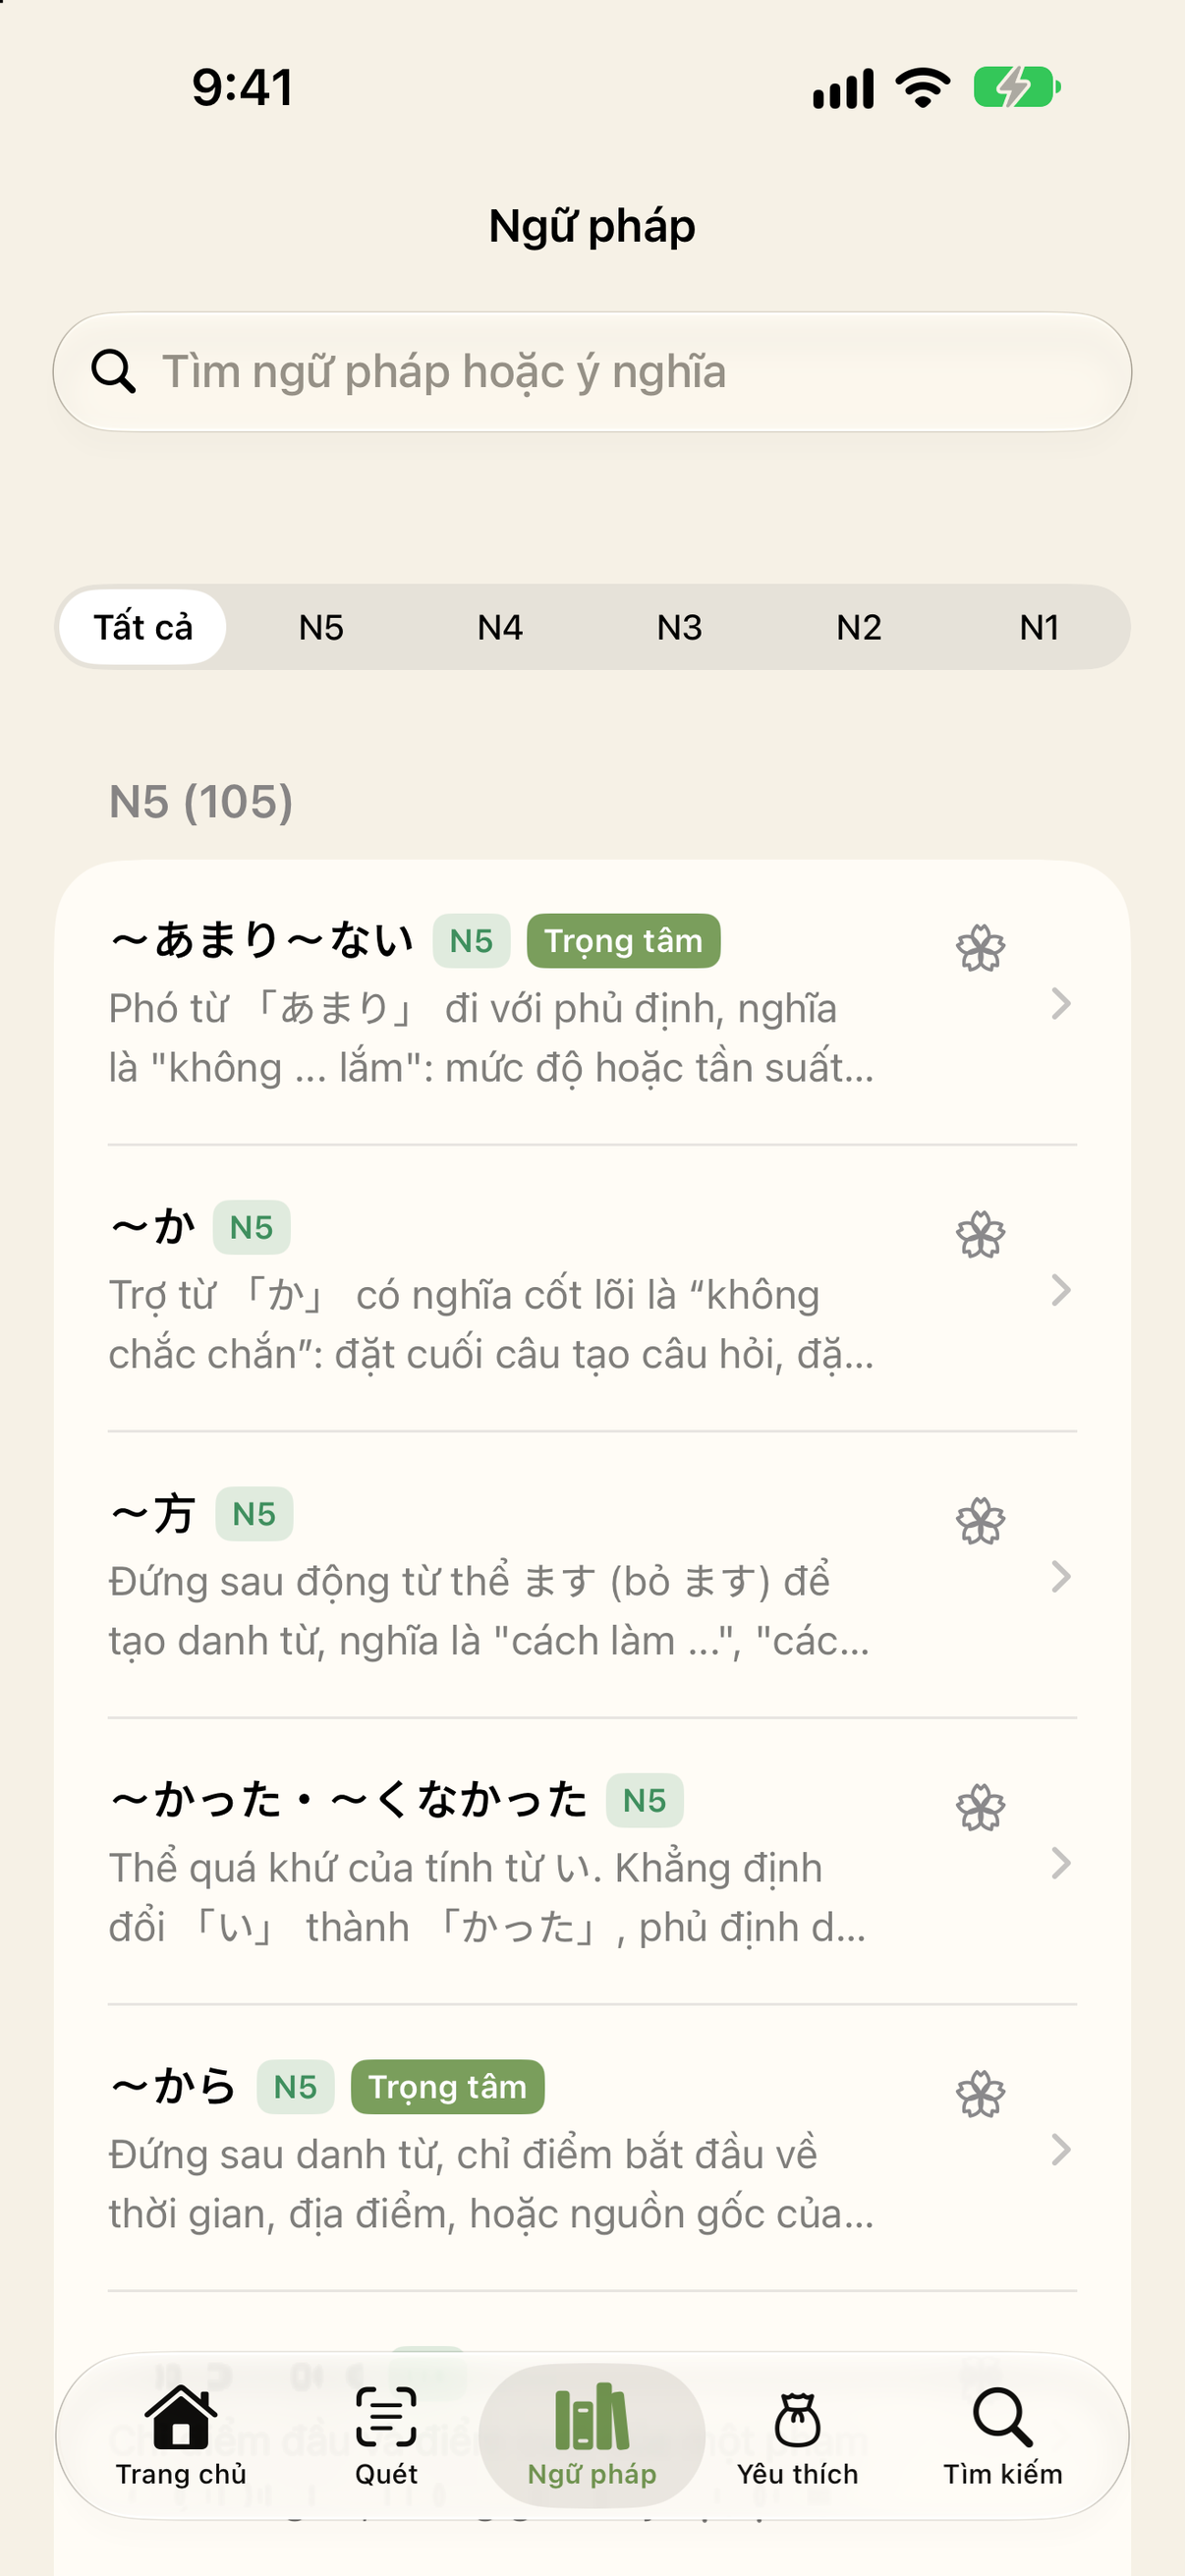 9:41
Ngữ pháp
Tìm ngữ pháp hoặc ý nghĩa
Tất cả N5 N4 N3 N2 N1
N5 (105)
～あまり～ない N5 Trọng tâm
Phó từ 「あまり」 đi với phủ định, nghĩa
là "không ... lắm": mức độ hoặc tần suất...
～か N5
Trợ từ 「か」 có nghĩa cốt lõi là “không
chắc chắn”: đặt cuối câu tạo câu hỏi, đặ...
～方 N5
Đứng sau động từ thể ます (bỏ ます) để
tạo danh từ, nghĩa là "cách làm ...", "các...
～かった・～くなかった N5
Thể quá khứ của tính từ い. Khẳng định
đổi 「い」 thành 「かった」, phủ định d...
～から N5 Trọng tâm
Đứng sau danh từ, chỉ điểm bắt đầu về
thời gian, địa điểm, hoặc nguồn gốc của...
Trang chủ Quét Ngữ pháp Yêu thích Tìm kiếm